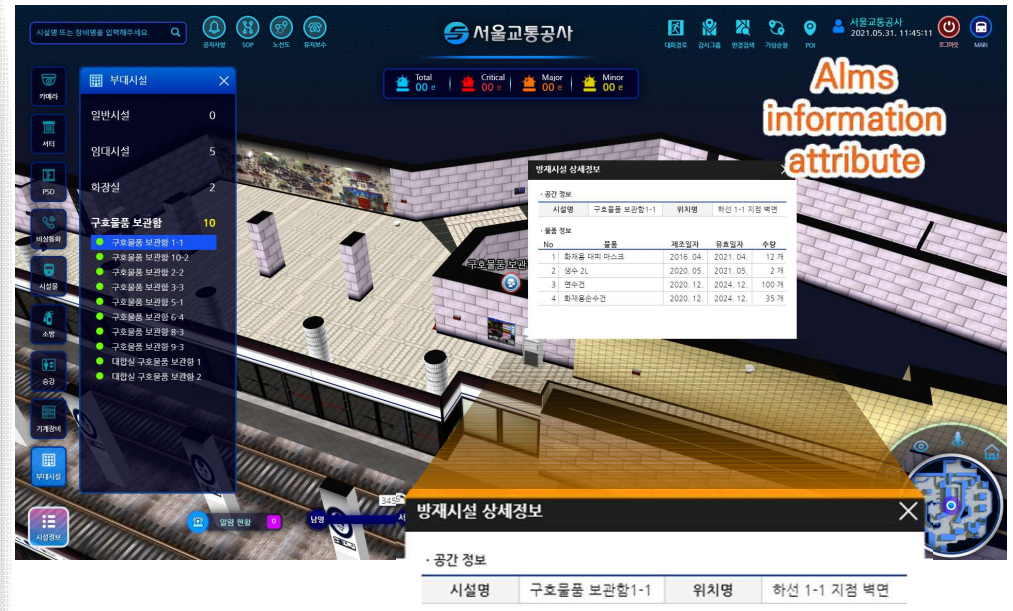 시설명 또는 장비명을 입력해주세요.
공지사항 SOP 노선도 유지보수
서울교통공사
대피경로 감시그룹 반경검색 가상순찰 POI
서울교통공사
2021.05.31. 11:45:11
로그아웃 MAIN
Total 00 e
Critical 00 e
Major 00 e
Minor 00 e
Alms
information
attribute
카메라
셔터
PSD
비상통화
시설물
소방
승강
기계장비
부대시설
시설정보
부대시설
일반시설 0
임대시설 5
화장실 2
구호물품 보관함 10
구호물품 보관함 1-1
구호물품 보관함 10-2
구호물품 보관함 2-2
구호물품 보관함 3-3
구호물품 보관함 5-1
구호물품 보관함 6-4
구호물품 보관함 8-3
구호물품 보관함 9-3
대합실 구호물품 보관함 1
대합실 구호물품 보관함 2
구호물품 보관
방재시설 상세정보
· 공간 정보
시설명 구호물품 보관함1-1 위치명 하선 1-1 지점 벽면
· 물품 정보
No 물품 제조일자 유효일자 수량
1 화재용 대피 마스크 2016. 04. 2021. 04. 12 개
2 생수 2L 2020. 05. 2021. 05. 2 개
3 면수건 2020. 12. 2024. 12. 100 개
4 화재용손수건 2020. 12. 2024. 12. 35 개
345
알람 현황 0
남영
서
방재시설 상세정보
· 공간 정보
시설명 구호물품 보관함1-1 위치명 하선 1-1 지점 벽면